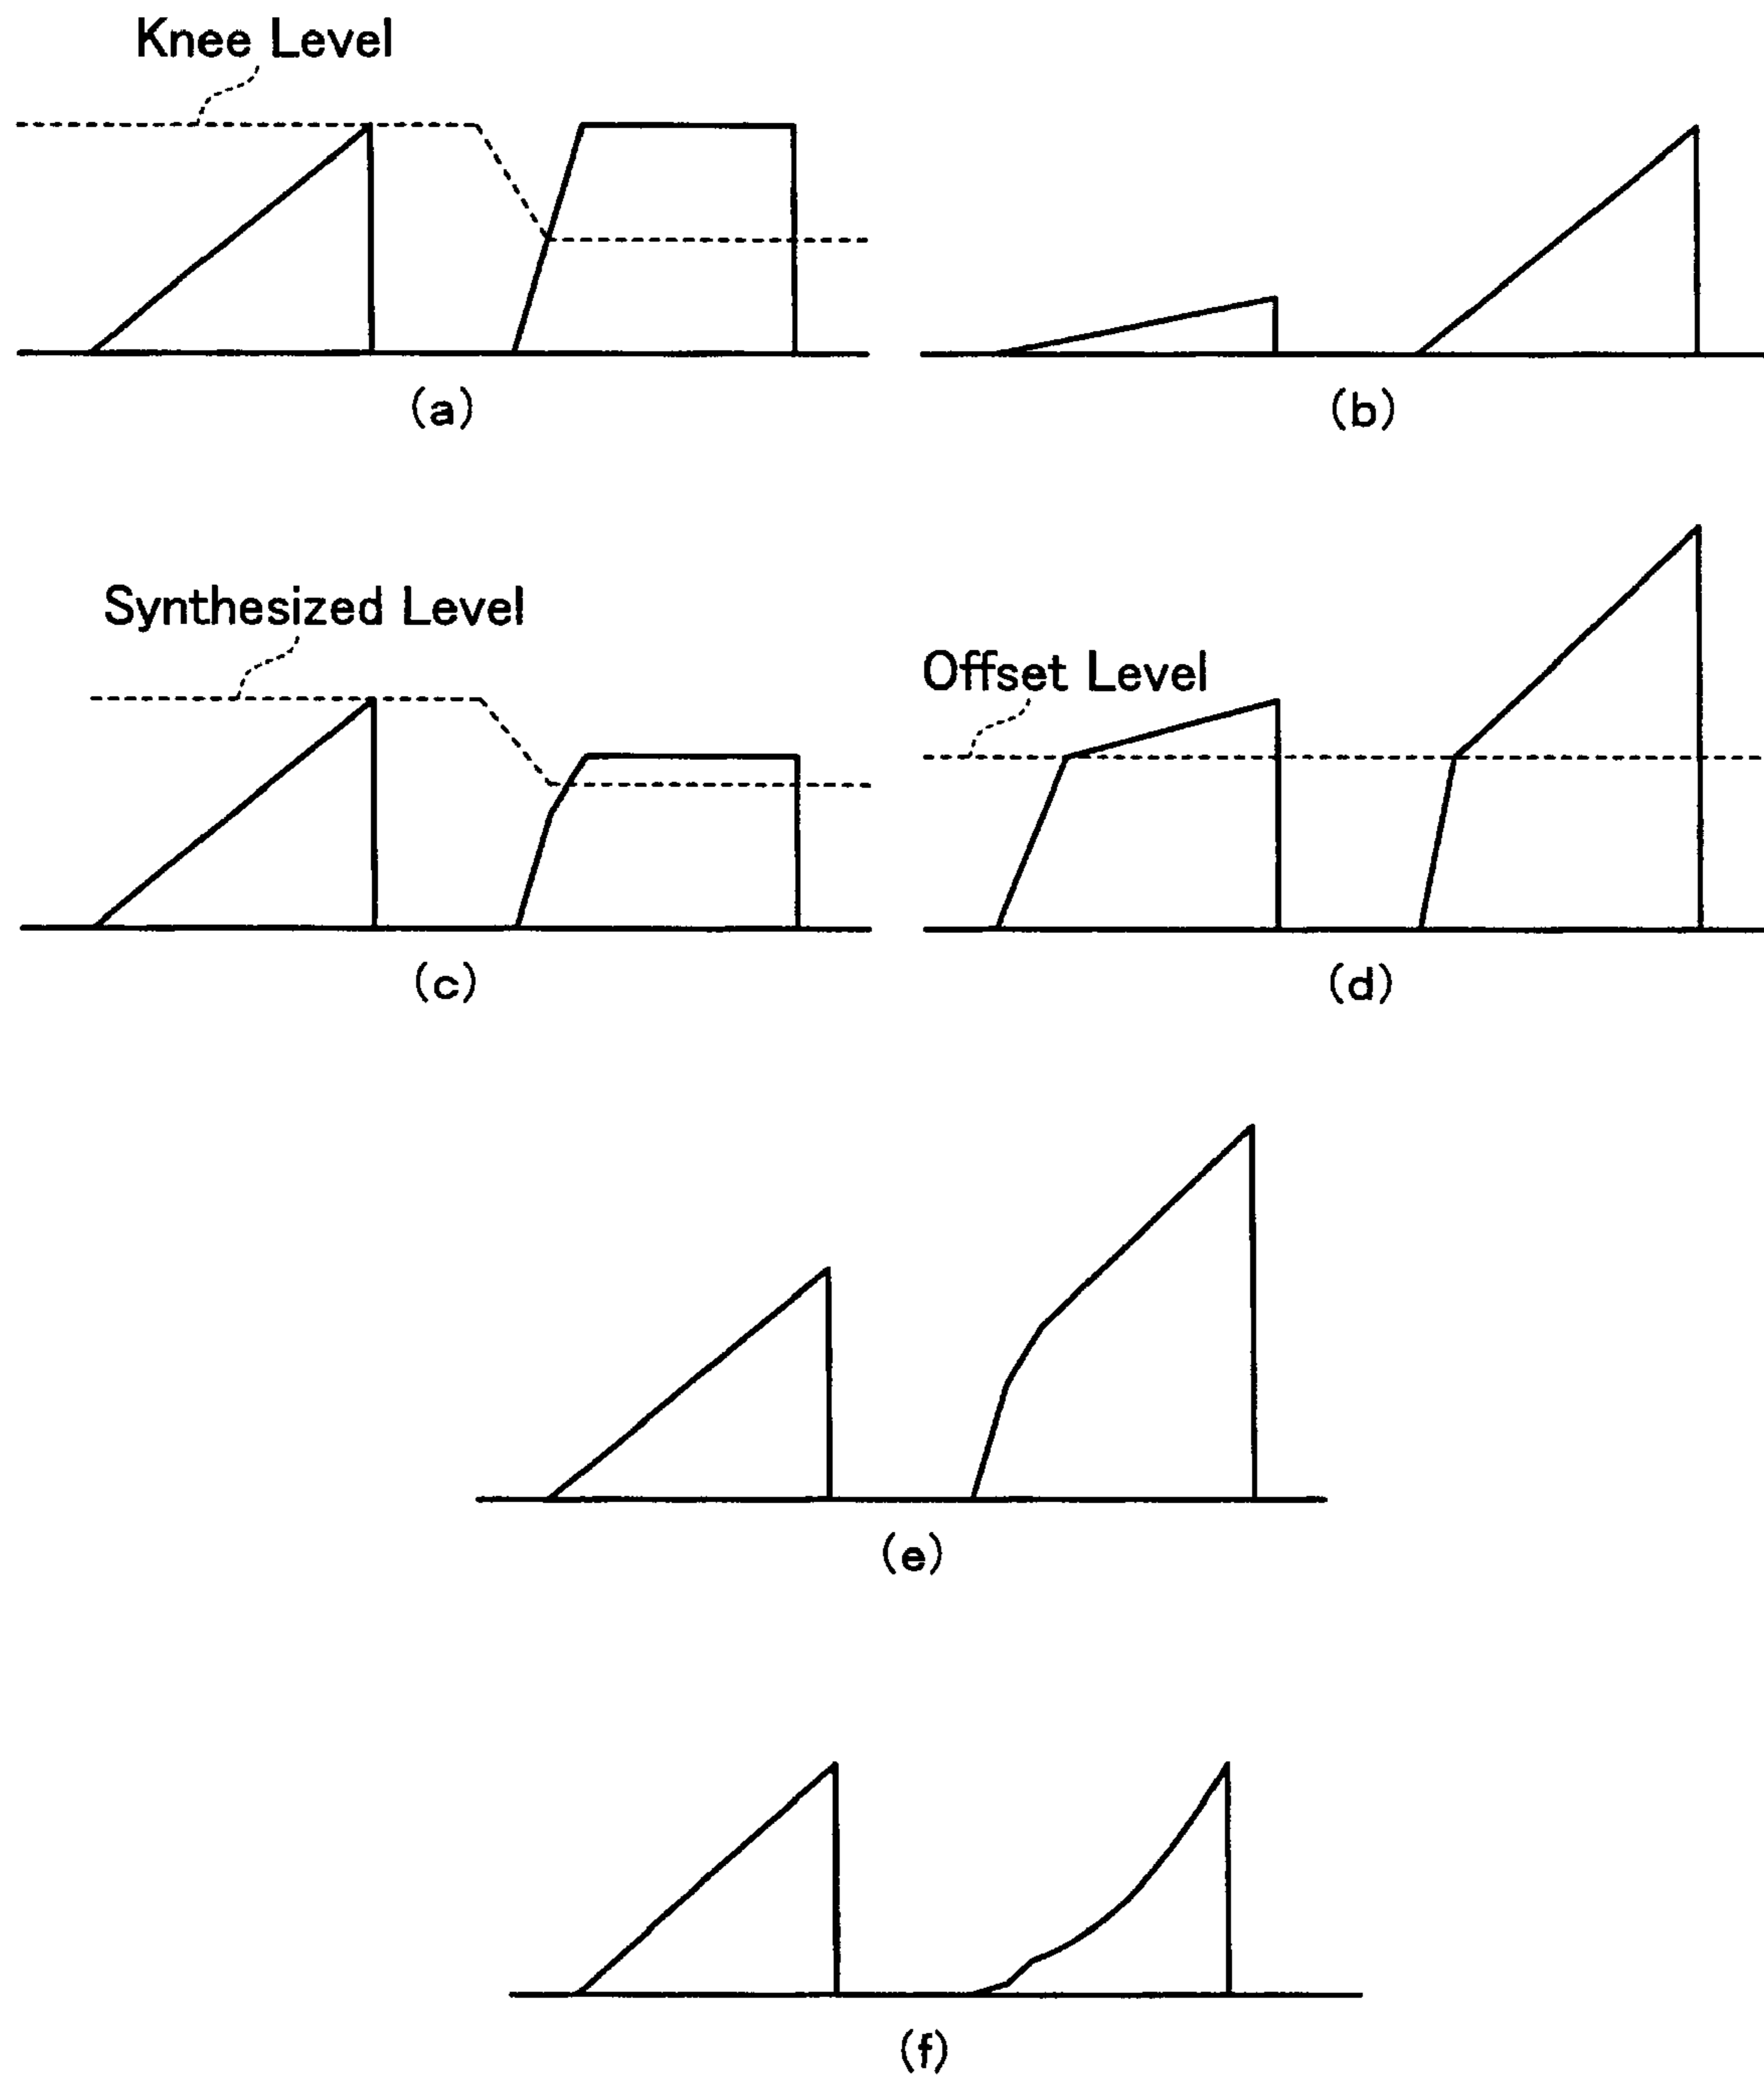 Knee Level
(a)
(b)
Synthesized Level
Offset Level
(c)
(d)
(e)
(f)